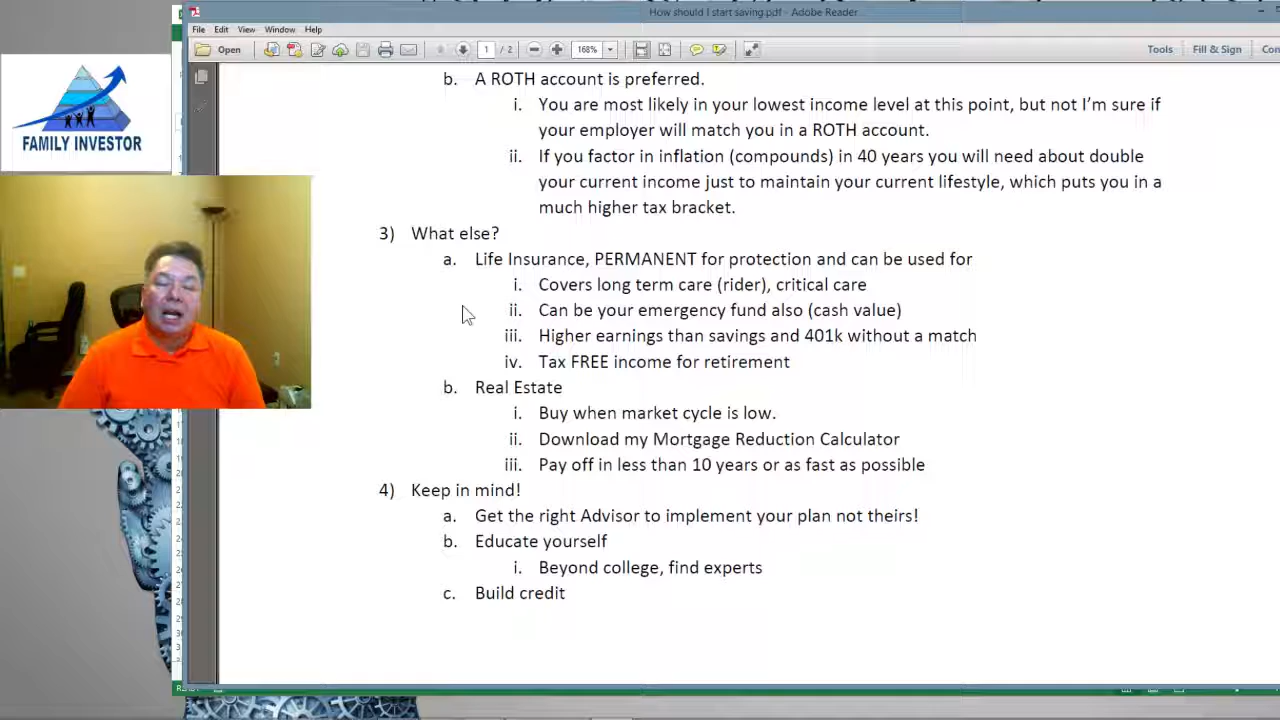 How should I start saving.pdf - Adobe Reader
File Edit View Window Help
Open 1 / 2 168% Tools Fill & Sign
b. A ROTH account is preferred.
i. You are most likely in your lowest income level at this point, but not I’m sure if
your employer will match you in a ROTH account.
ii. If you factor in inflation (compounds) in 40 years you will need about double
your current income just to maintain your current lifestyle, which puts you in a
much higher tax bracket.
FAMILY INVESTOR
3) What else?
a. Life Insurance, PERMANENT for protection and can be used for
i. Covers long term care (rider), critical care
ii. Can be your emergency fund also (cash value)
iii. Higher earnings than savings and 401k without a match
iv. Tax FREE income for retirement
b. Real Estate
i. Buy when market cycle is low.
ii. Download my Mortgage Reduction Calculator
iii. Pay off in less than 10 years or as fast as possible
4) Keep in mind!
a. Get the right Advisor to implement your plan not theirs!
b. Educate yourself
i. Beyond college, find experts
c. Build credit